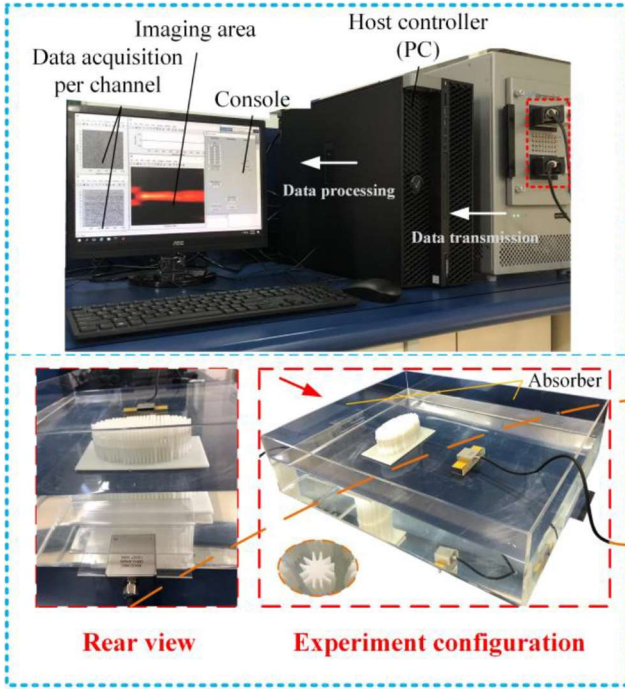 Imaging area
Host controller
(PC)
Data acquisition
per channel
Console
Data processing
Data transmission
AOC
Absorber
Rear view
Experiment configuration